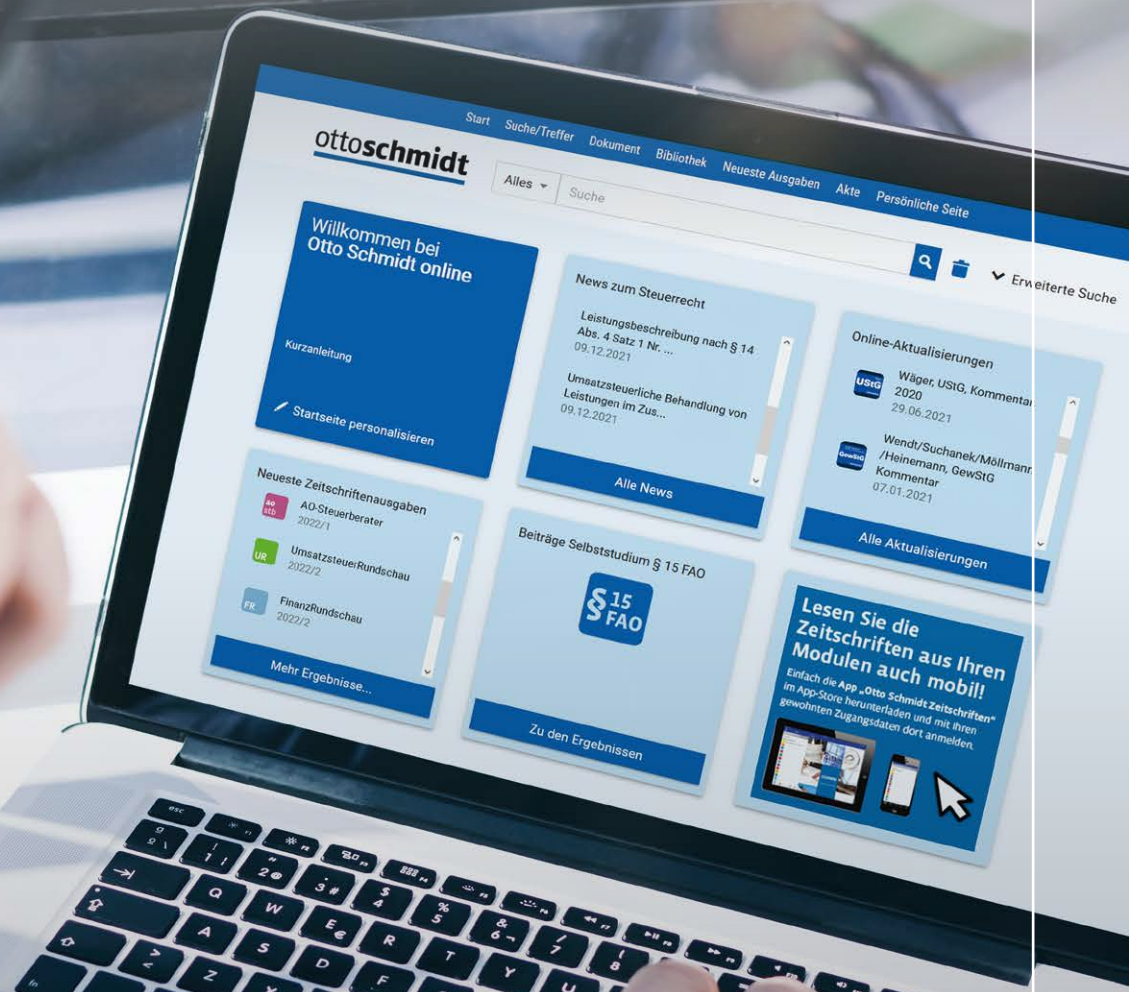 Start Suche/Treffer Dokument Bibliothek Neueste Ausgaben Akte Persönliche Seite
ottoschmidt
Alles Suche
Erweiterte Suche
Willkommen bei
Otto Schmidt online
Kurzanleitung
Startseite personalisieren
News zum Steuerrecht
Leistungsbeschreibung nach § 14
Abs. 4 Satz 1 Nr. ...
09.12.2021
Umsatzsteuerliche Behandlung von
Leistungen im Zus...
09.12.2021
Alle News
Online-Aktualisierungen
UStG
Wäger, UStG, Kommentar
2020
29.06.2021
GewStG
Wendt/Suchanek/Möllmann
/Heinemann, GewStG
Kommentar
07.01.2021
Alle Aktualisierungen
Neueste Zeitschriftenausgaben
ao
stb
AO-Steuerberater
2022/1
UR
UmsatzsteuerRundschau
2022/2
FR
FinanzRundschau
2022/2
Mehr Ergebnisse...
Beiträge Selbststudium § 15 FAO
§ 15
FAO
Zu den Ergebnissen
Lesen Sie die
Zeitschriften aus Ihren
Modulen auch mobil!
Einfach die App „Otto Schmidt Zeitschriften“
im App-Store herunterladen und mit Ihren
gewohnten Zugangsdaten dort anmelden.
esc
Q W E € R T Y U
A S D F
Z X
fn